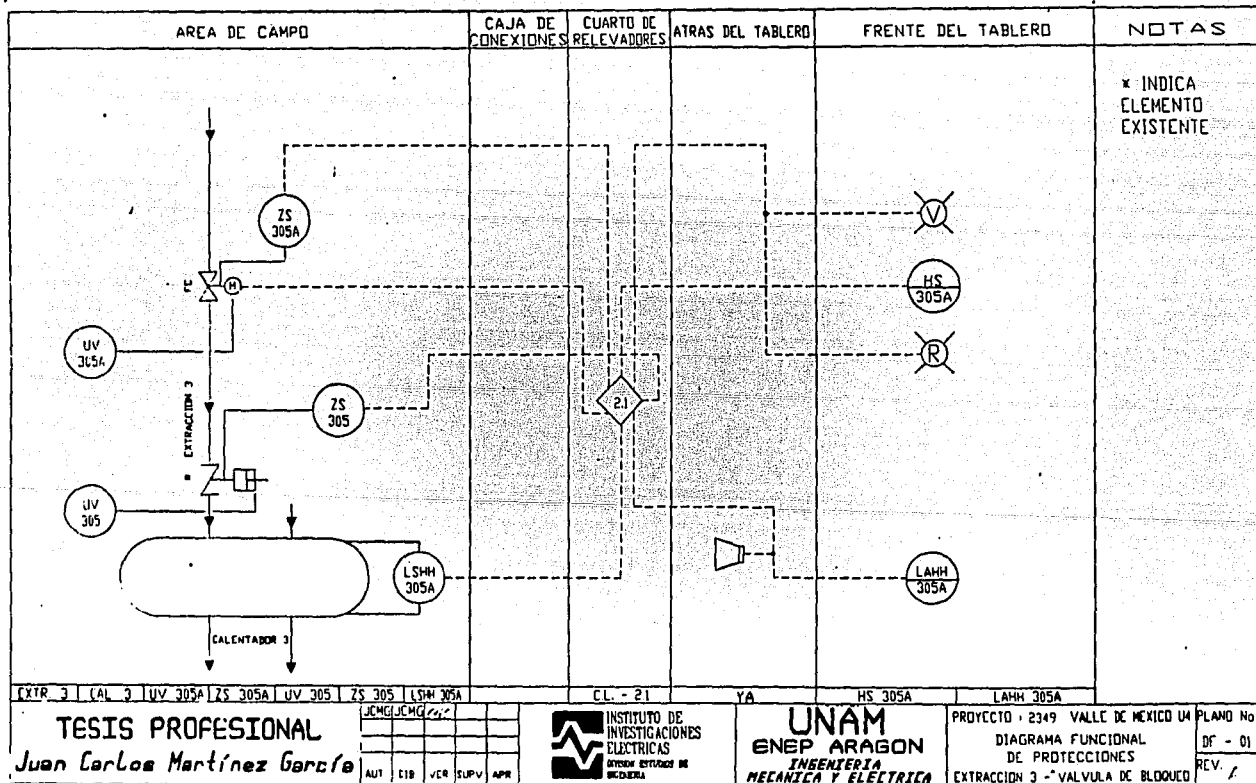 AREA DE CAMPO
CAJA DE CONEXIONES
CUARTO DE RELEVADORES
ATRAS DEL TABLERO
FRENTE DEL TABLERO
NOTAS
* INDICA
ELEMENTO
EXISTENTE
ZS
305A
V
FC
M
HS
305A
UV
305A
R
EXTRACCION 3
ZS
305
2.1
*
UV
305
LSHH
305A
LAHH
305A
CALENTADOR 3
EXTR. 3 CAL. 3 UV 305A ZS 305A UV 305 ZS 305 LSHH 305A C.L. - 21 YA HS 305A LAHH 305A
TESIS PROFESIONAL
Juan Carlos Martínez García
JCMG JCMG
AUT CIB VER SUPV APR
INSTITUTO DE
INVESTIGACIONES
ELECTRICAS
DIVISION ESTUDIOS DE
INGENIERIA
UNAM
ENEP ARAGON
INGENIERIA
MECANICA Y ELECTRICA
PROYECTO : 2349 VALLE DE MEXICO U4
DIAGRAMA FUNCIONAL
DE PROTECCIONES
EXTRACCION 3 - VALVULA DE BLOQUEO
PLANO No
DF - 01
REV.